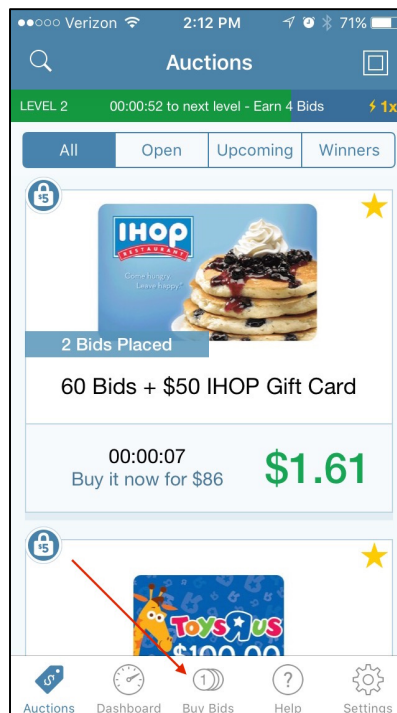 Verizon 2:12 PM 71%
Auctions
LEVEL 2 00:00:52 to next level - Earn 4 Bids 1x
All Open Upcoming Winners
$5
IHOP
RESTAURANT
Come hungry.
Leave happy.
2 Bids Placed
60 Bids + $50 IHOP Gift Card
00:00:07
Buy it now for $86
$1.61
$5
ToysRus
$100.00
$ 1 ?
Auctions Dashboard Buy Bids Help Settings